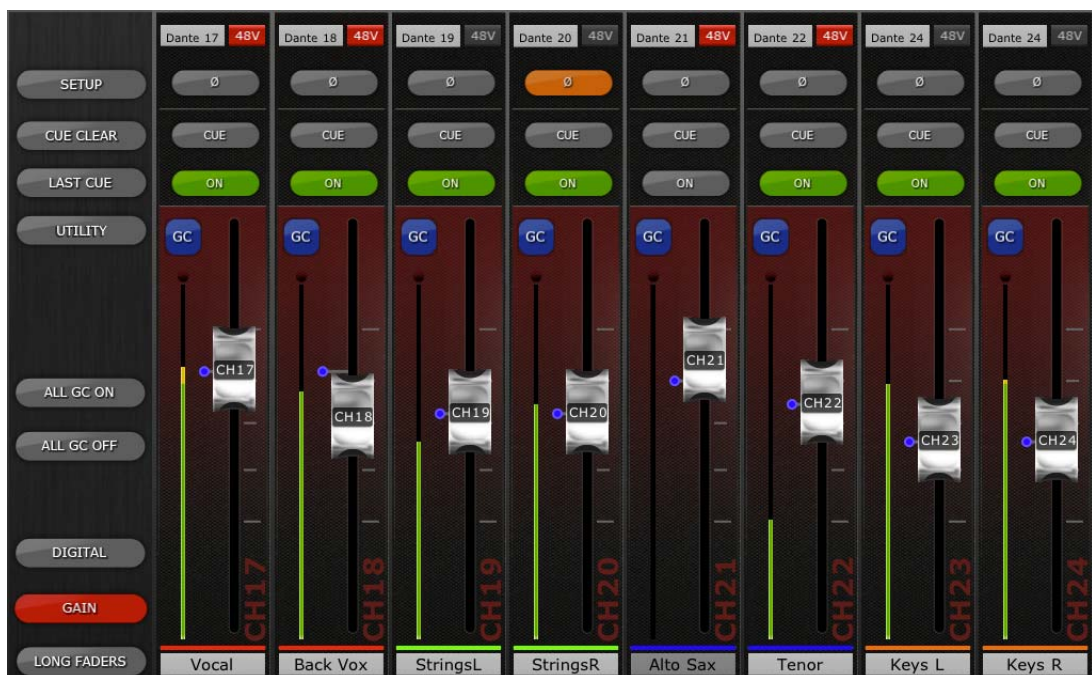 Dante 17 48V Dante 18 48V Dante 19 48V Dante 20 48V Dante 21 48V Dante 22 48V Dante 24 48V Dante 24 48V
SETUP Ø Ø Ø Ø Ø Ø Ø Ø
CUE CLEAR CUE CUE CUE CUE CUE CUE CUE CUE
LAST CUE ON ON ON ON ON ON ON ON
UTILITY GC GC GC GC GC GC GC GC
CH17 CH18 CH19 CH20 CH21 CH22 CH23 CH24
ALL GC ON
ALL GC OFF
DIGITAL
GAIN CH17 CH18 CH19 CH20 CH21 CH22 CH23 CH24
LONG FADERS Vocal Back Vox StringsL StringsR Alto Sax Tenor Keys L Keys R